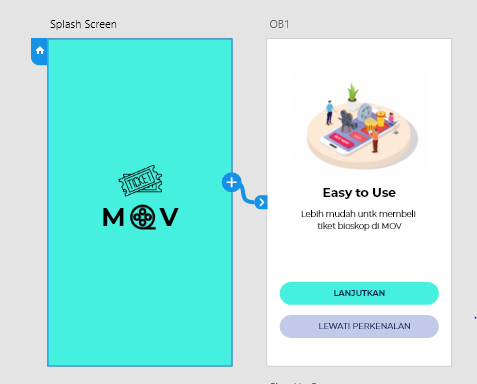 Splash Screen
OB1
TICKET
MOV
Easy to Use
Lebih mudah untk membeli
tiket bioskop di MOV
LANJUTKAN
LEWATI PERKENALAN